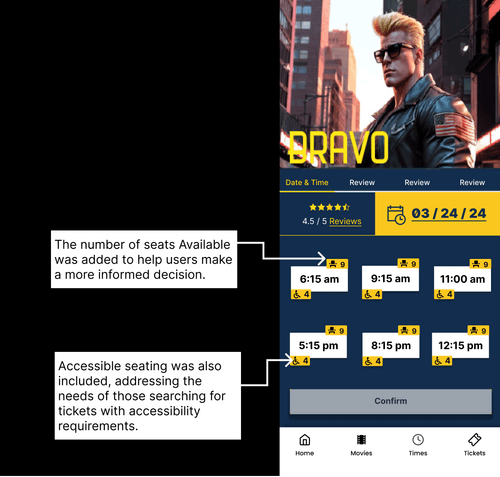 BRAVO
Date & Time Review Review Review
4.5 / 5 Reviews
03 / 24 / 24
The number of seats Available
was added to help users make
a more informed decision.
9 9 9
6:15 am 9:15 am 11:00 am
4 4 4
Accessible seating was also
included, addressing the
needs of those searching for
tickets with accessibility
requirements.
9 9 9
5:15 pm 8:15 pm 12:15 pm
4 4 4
Confirm
Home Movies Times Tickets